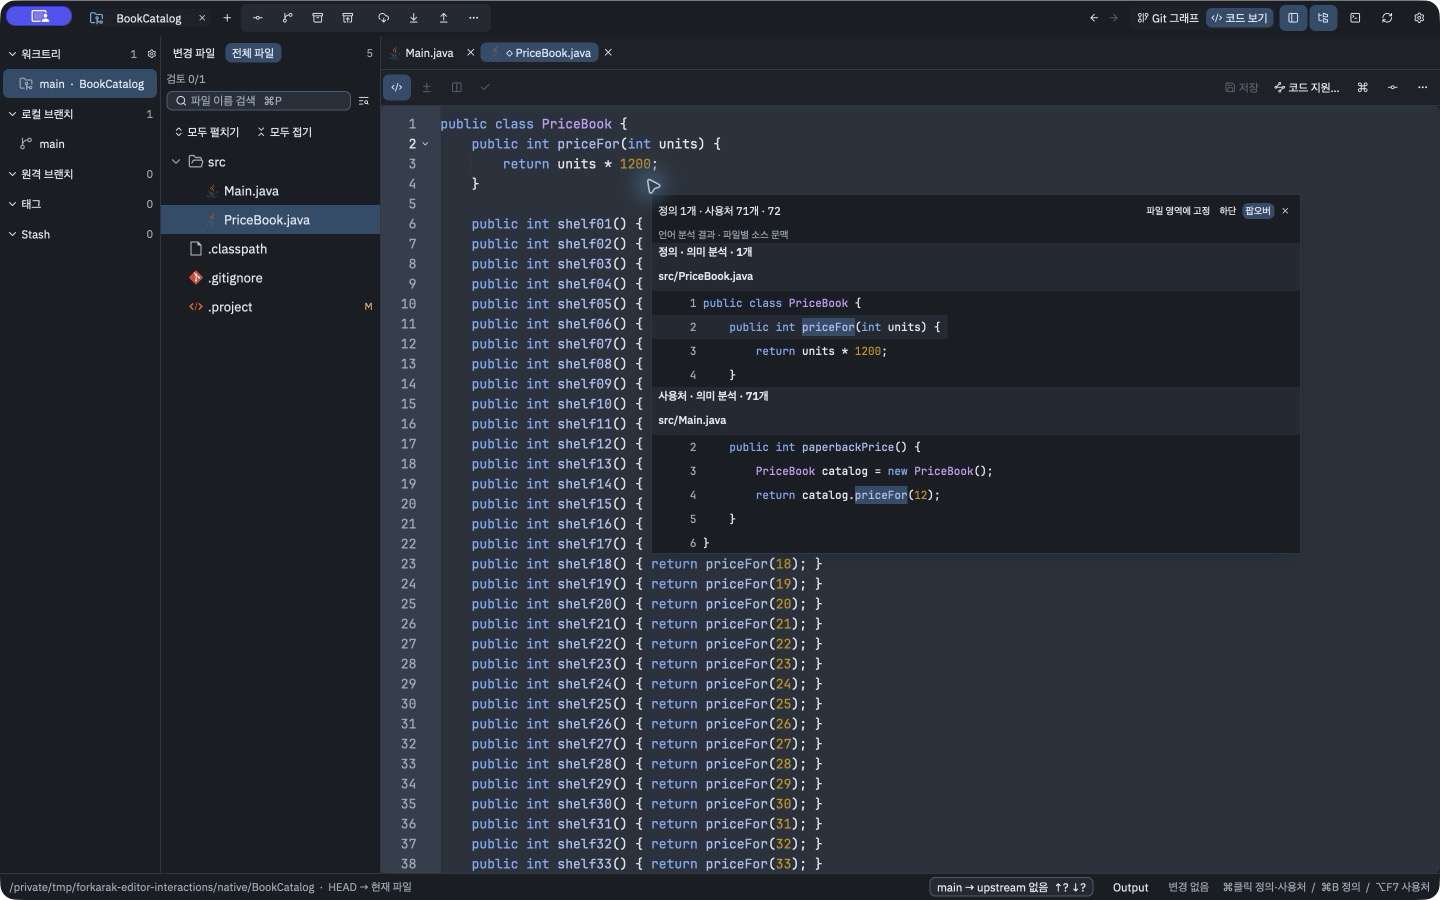 BookCatalog
Git 그래프
코드 보기
워크트리 1
main · BookCatalog
로컬 브랜치 1
main
원격 브랜치 0
태그 0
Stash 0
변경 파일 전체 파일 5
검토 0/1
파일 이름 검색 ⌘P
모두 펼치기 모두 접기
src
Main.java
PriceBook.java
.classpath
.gitignore
.project M
Main.java
PriceBook.java
저장 코드 지원...
1 public class PriceBook {
2 public int priceFor(int units) {
3 return units * 1200;
4 }
5
6 public int shelf01() {
7 public int shelf02() {
8 public int shelf03() {
9 public int shelf04() {
10 public int shelf05() {
11 public int shelf06() {
12 public int shelf07() {
13 public int shelf08() {
14 public int shelf09() {
15 public int shelf10() {
16 public int shelf11() {
17 public int shelf12() {
18 public int shelf13() {
19 public int shelf14() {
20 public int shelf15() {
21 public int shelf16() {
22 public int shelf17() {
23 public int shelf18() { return priceFor(18); }
24 public int shelf19() { return priceFor(19); }
25 public int shelf20() { return priceFor(20); }
26 public int shelf21() { return priceFor(21); }
27 public int shelf22() { return priceFor(22); }
28 public int shelf23() { return priceFor(23); }
29 public int shelf24() { return priceFor(24); }
30 public int shelf25() { return priceFor(25); }
31 public int shelf26() { return priceFor(26); }
32 public int shelf27() { return priceFor(27); }
33 public int shelf28() { return priceFor(28); }
34 public int shelf29() { return priceFor(29); }
35 public int shelf30() { return priceFor(30); }
36 public int shelf31() { return priceFor(31); }
37 public int shelf32() { return priceFor(32); }
38 public int shelf33() { return priceFor(33); }
정의 1개 · 사용처 71개 · 72 파일 영역에 고정 하단 팝오버
언어 분석 결과 · 파일별 소스 문맥
정의 · 의미 분석 · 1개
src/PriceBook.java
1 public class PriceBook {
2 public int priceFor(int units) {
3 return units * 1200;
4 }
사용처 · 의미 분석 · 71개
src/Main.java
2 public int paperbackPrice() {
3 PriceBook catalog = new PriceBook();
4 return catalog.priceFor(12);
5 }
6 }
/private/tmp/forkarak-editor-interactions/native/BookCatalog · HEAD → 현재 파일
main → upstream 없음 ↑? ↓?
Output
변경 없음
⌘클릭 정의·사용처 / ⌘B 정의 / ⌥F7 사용처